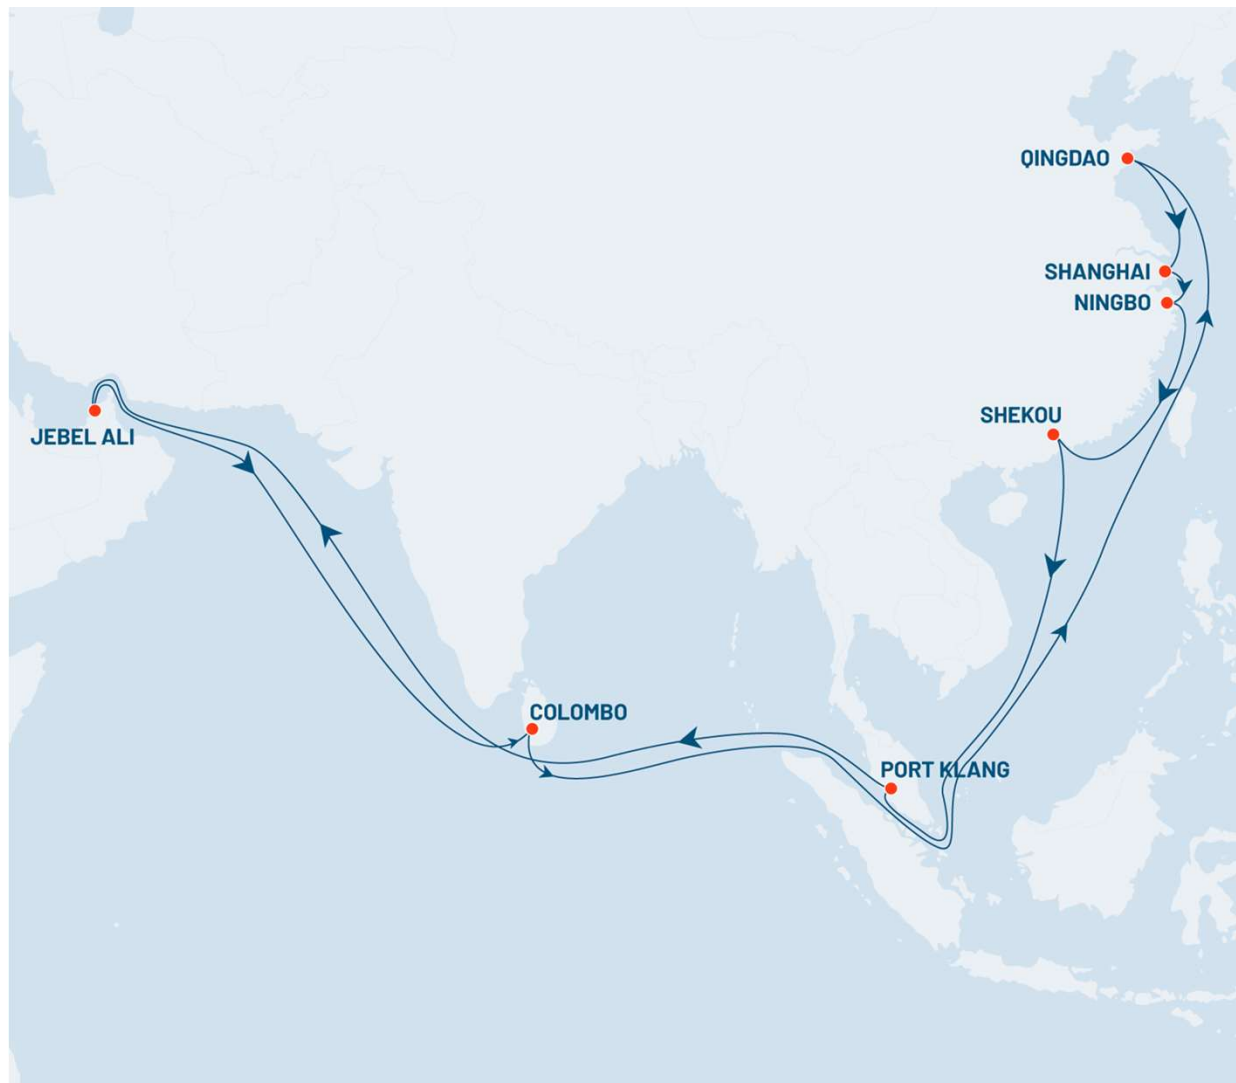 QINGDAO
SHANGHAI
NINGBO
JEBEL ALI
SHEKOU
COLOMBO
PORT KLANG